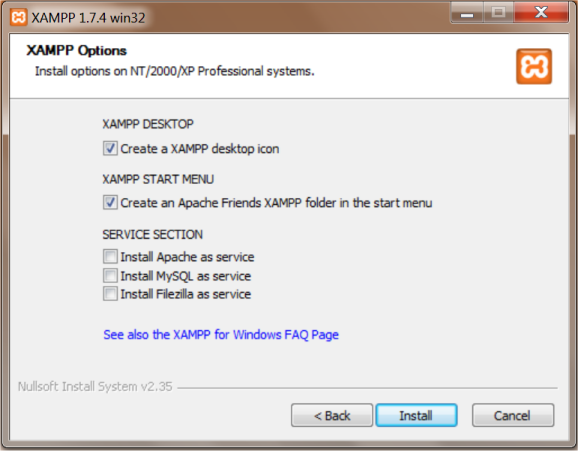 XAMPP 1.7.4 win32
XAMPP Options
Install options on NT/2000/XP Professional systems.
XAMPP DESKTOP
Create a XAMPP desktop icon
XAMPP START MENU
Create an Apache Friends XAMPP folder in the start menu
SERVICE SECTION
Install Apache as service
Install MySQL as service
Install Filezilla as service
See also the XAMPP for Windows FAQ Page
Nullsoft Install System v2.35
< Back Install Cancel